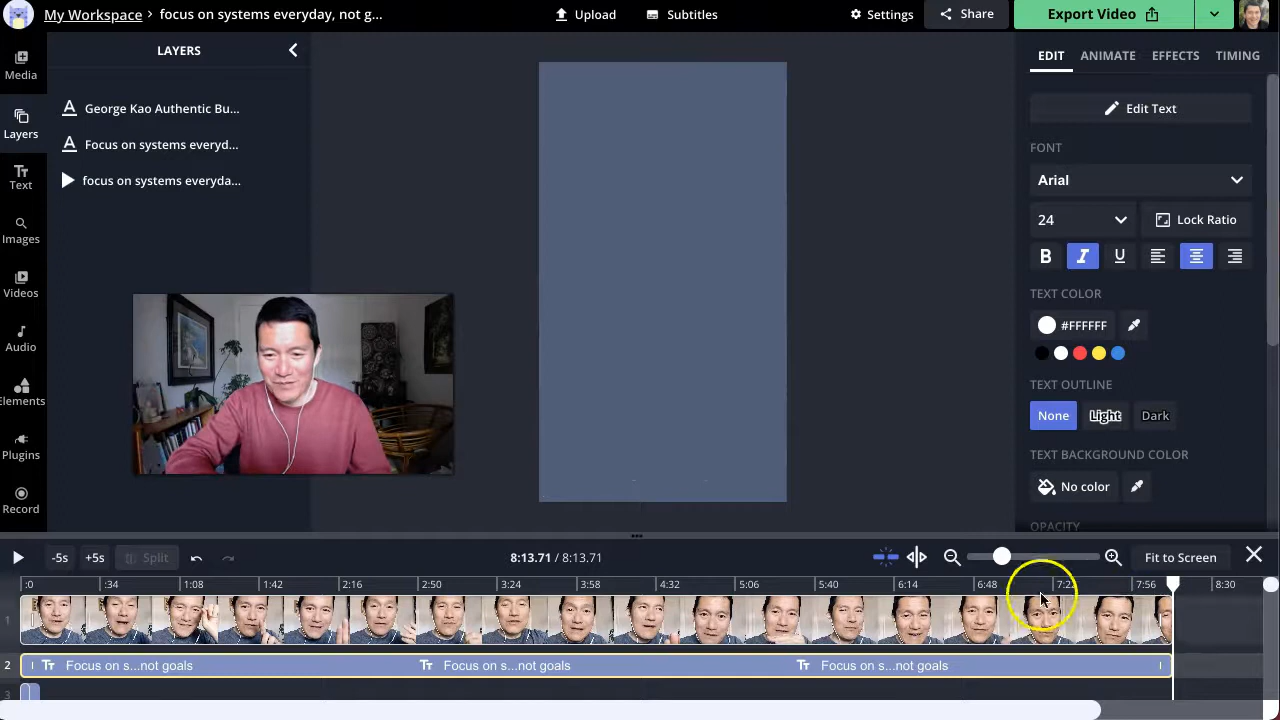 My Workspace > focus on systems everyday, not g... Upload Subtitles Settings Share Export Video
Media
Layers
Text
Images
Videos
Audio
Elements
Plugins
Record
LAYERS
George Kao Authentic Bu...
Focus on systems everyd...
focus on systems everyda...
EDIT ANIMATE EFFECTS TIMING
Edit Text
FONT
Arial
24 Lock Ratio
B I U
TEXT COLOR
#FFFFFF
TEXT OUTLINE
None Light Dark
TEXT BACKGROUND COLOR
No color
OPACITY
-5s +5s Split 8:13.71 / 8:13.71 Fit to Screen
:0 :34 1:08 1:42 2:16 2:50 3:24 3:58 4:32 5:06 5:40 6:14 6:48 7:22 7:56 8:30
1
2 Focus on s...not goals Focus on s...not goals Focus on s...not goals
3